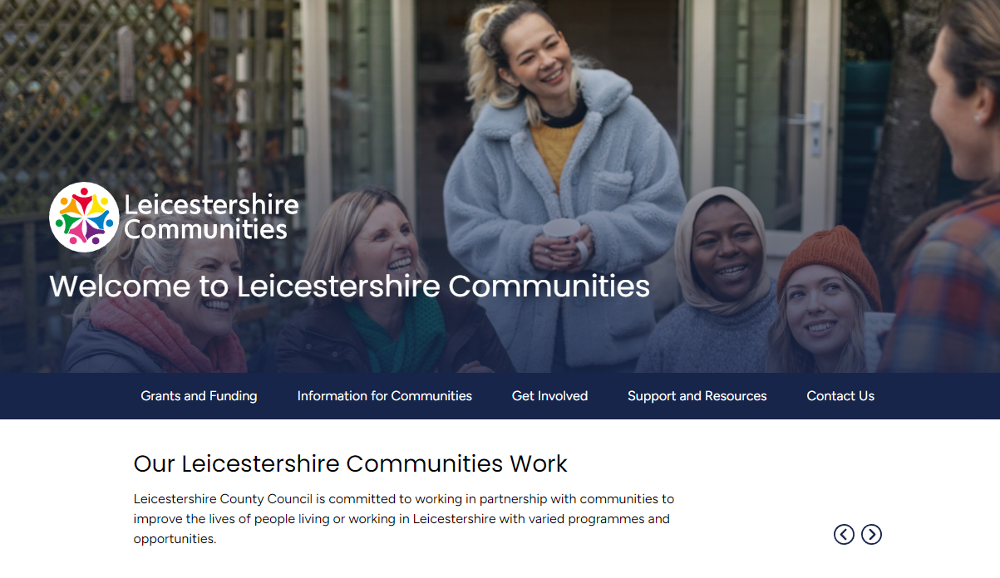 Leicestershire
Communities
Welcome to Leicestershire Communities
Grants and Funding
Information for Communities
Get Involved
Support and Resources
Contact Us
Our Leicestershire Communities Work
Leicestershire County Council is committed to working in partnership with communities to
improve the lives of people living or working in Leicestershire with varied programmes and
opportunities.